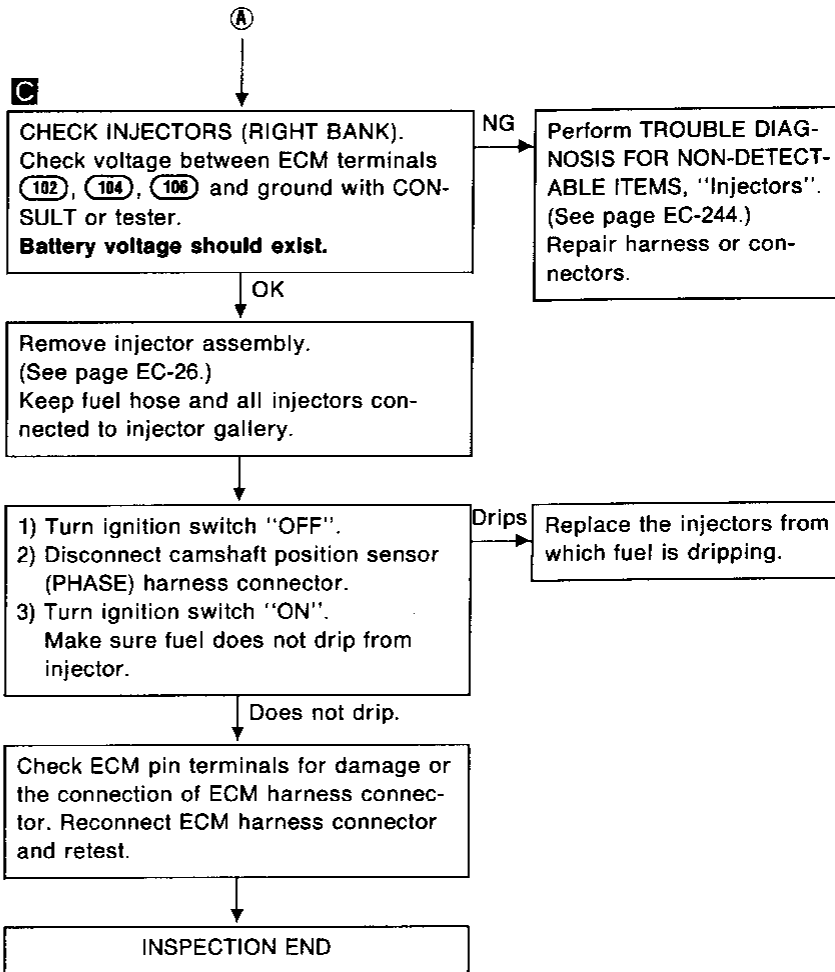 A
C
CHECK INJECTORS (RIGHT BANK).
Check voltage between ECM terminals
102, 104, 106 and ground with CON-
SULT or tester.
Battery voltage should exist.
NG
Perform TROUBLE DIAG-
NOSIS FOR NON-DETECT-
ABLE ITEMS, "Injectors".
(See page EC-244.)
Repair harness or con-
nectors.
OK
Remove injector assembly.
(See page EC-26.)
Keep fuel hose and all injectors con-
nected to injector gallery.
1) Turn ignition switch "OFF".
2) Disconnect camshaft position sensor
(PHASE) harness connector.
3) Turn ignition switch "ON".
Make sure fuel does not drip from
injector.
Drips
Replace the injectors from
which fuel is dripping.
Does not drip.
Check ECM pin terminals for damage or
the connection of ECM harness connec-
tor. Reconnect ECM harness connector
and retest.
INSPECTION END